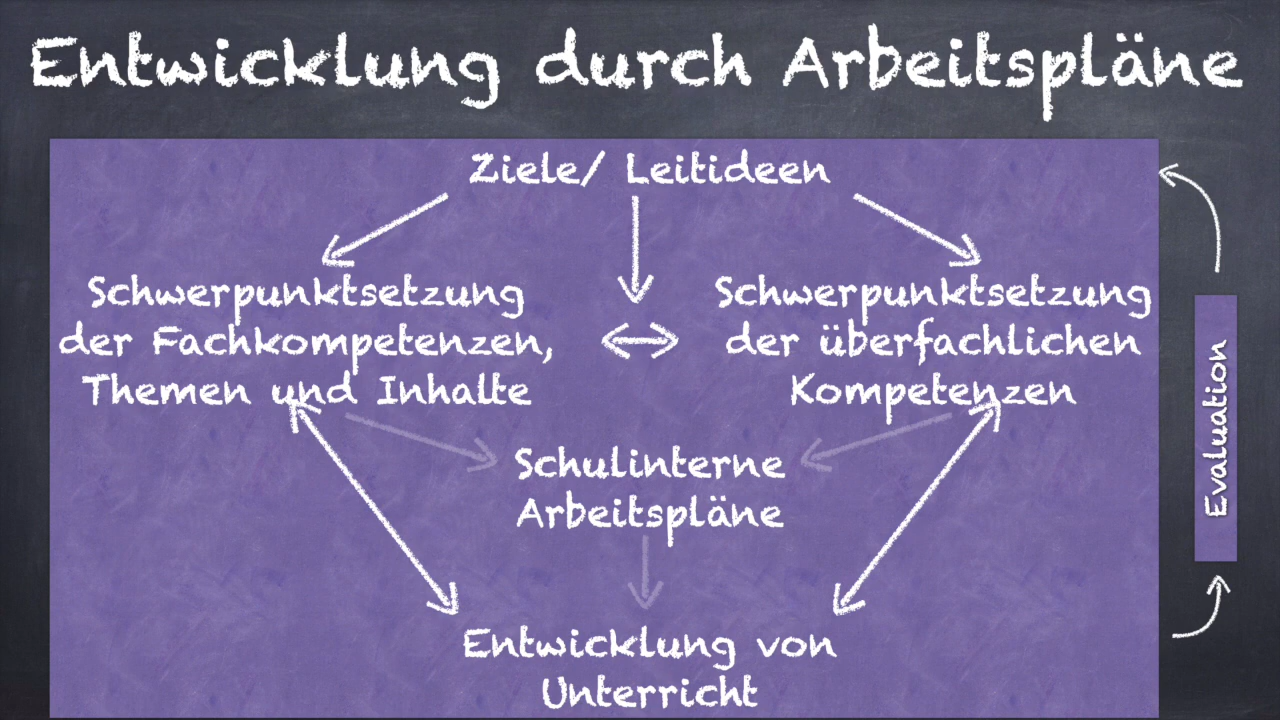 Entwicklung durch Arbeitspläne
Ziele/ Leitideen
Schwerpunktsetzung
der Fachkompetenzen,
Themen und Inhalte
Schwerpunktsetzung
der überfachlichen
Kompetenzen
Schulinterne
Arbeitspläne
Entwicklung von
Unterricht
Evaluation